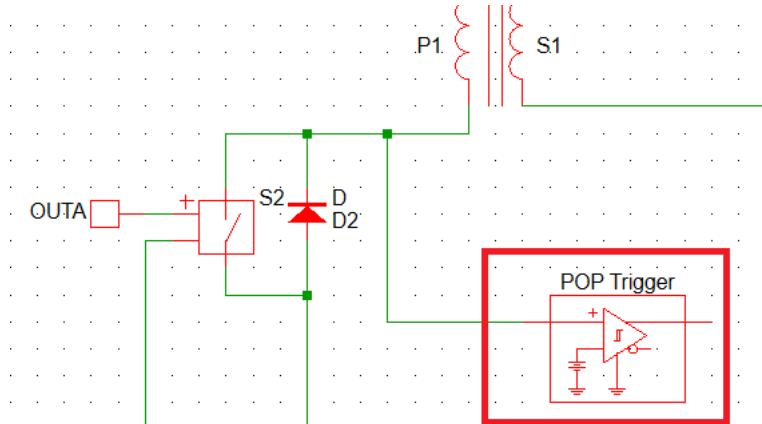 P1
S1
OUTA
S2
D
D2
POP Trigger